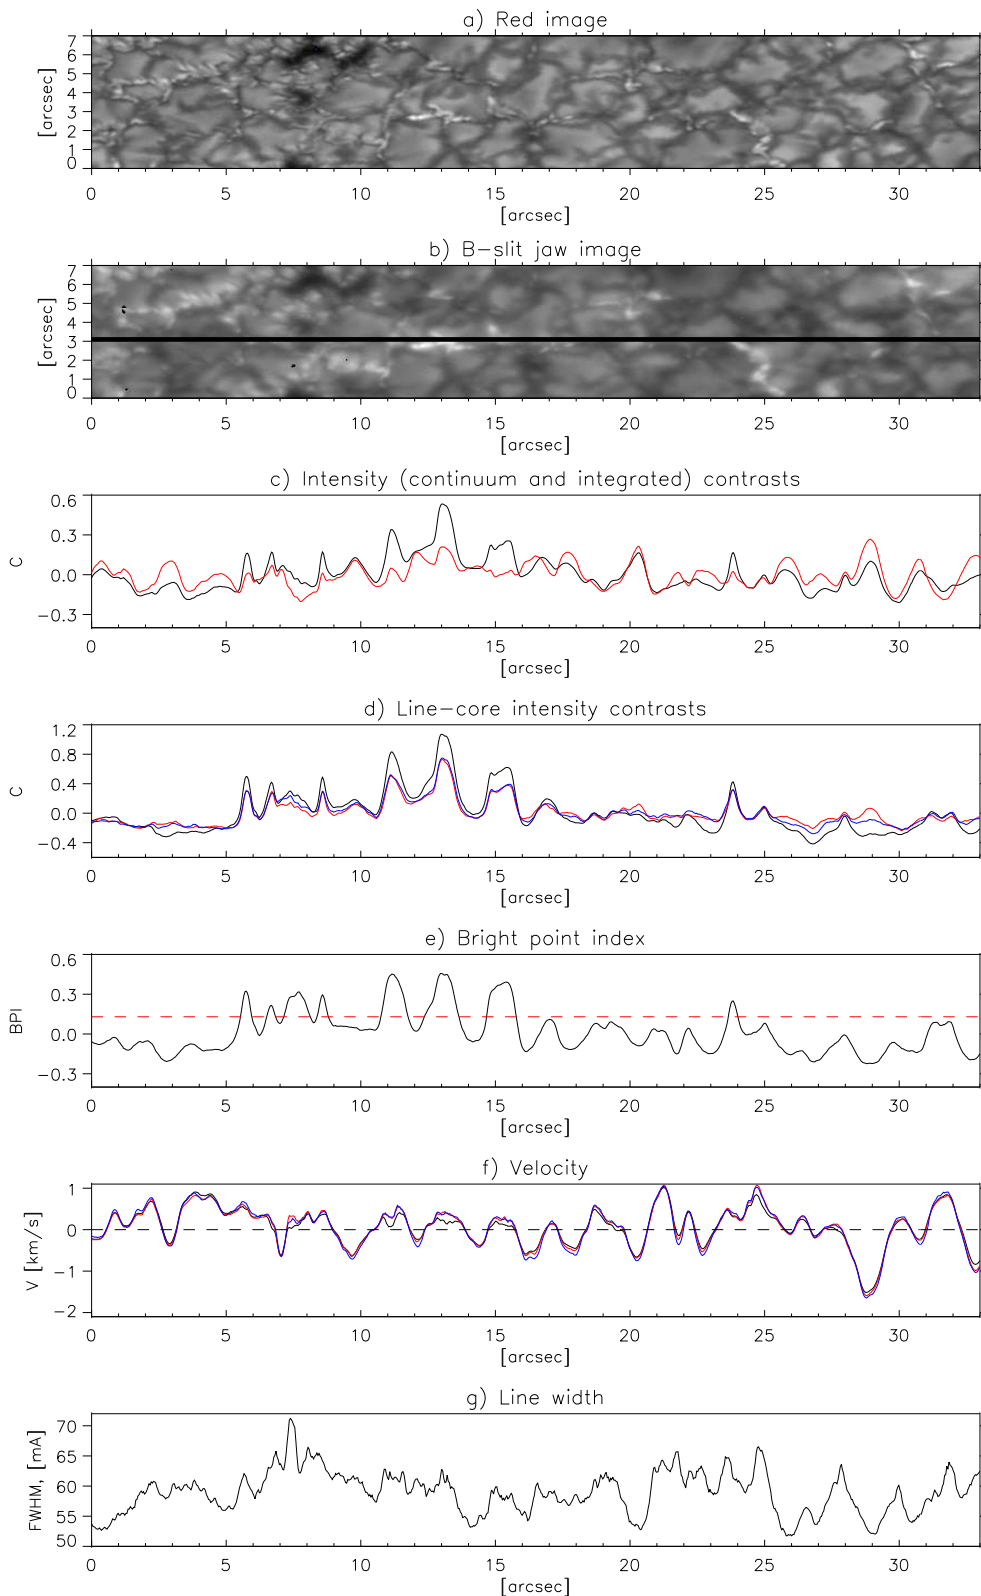 a) Red image
7
6
5
4
3
2
1
0
[arcsec]
0 5 10 15 20 25 30
[arcsec]
b) B-slit jaw image
7
6
5
4
3
2
1
0
[arcsec]
0 5 10 15 20 25 30
[arcsec]
c) Intensity (continuum and integrated) contrasts
0.6
0.3
0.0
-0.3
C
0 5 10 15 20 25 30
[arcsec]
d) Line-core intensity contrasts
1.2
0.8
0.4
0.0
-0.4
C
0 5 10 15 20 25 30
[arcsec]
e) Bright point index
0.6
0.3
0.0
-0.3
BPI
0 5 10 15 20 25 30
[arcsec]
f) Velocity
1
0
-1
-2
V [km/s]
0 5 10 15 20 25 30
[arcsec]
g) Line width
70
65
60
55
50
FWHM, [mA]
0 5 10 15 20 25 30
[arcsec]